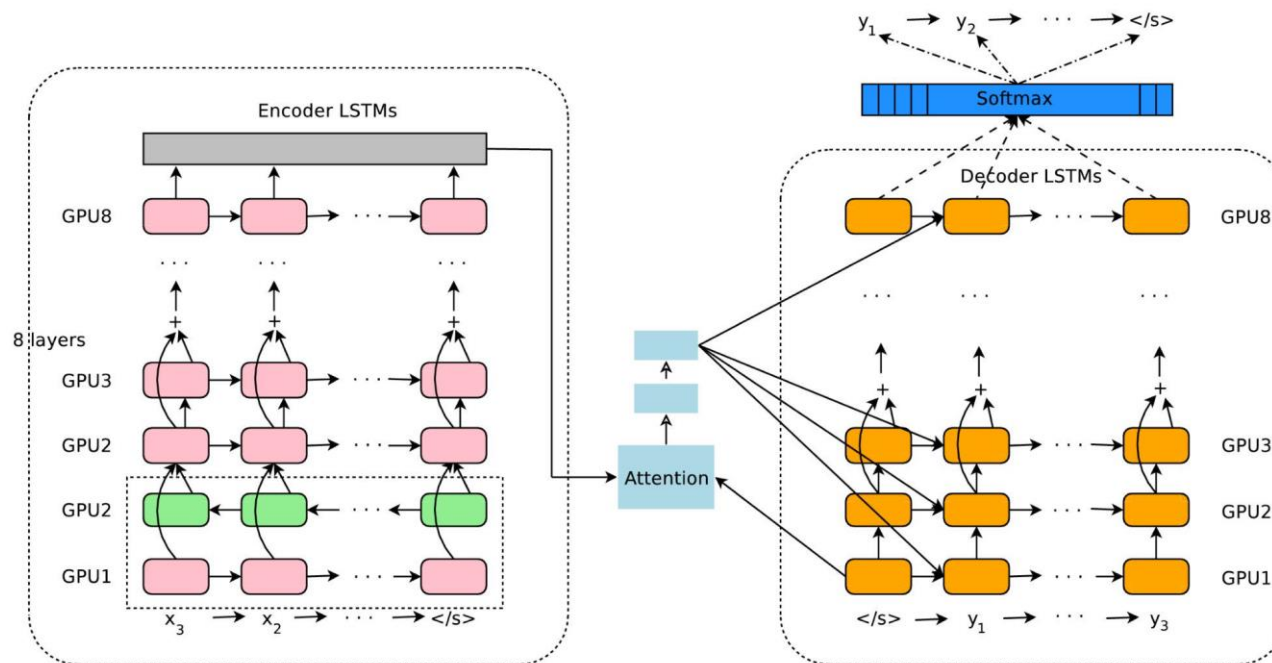 y1 y2 . . . </s>
Softmax
Encoder LSTMs
Decoder LSTMs
GPU8 . . . . . . GPU8
. . . . . . . . . . . . . . . . . .
+ + +
8 layers
GPU3 . . .
+ + +
GPU2 . . . . . . GPU3
Attention
GPU2 . . . . . . GPU2
GPU1 . . . . . . GPU1
x3 x2 . . . </s> </s> y1 . . . y3